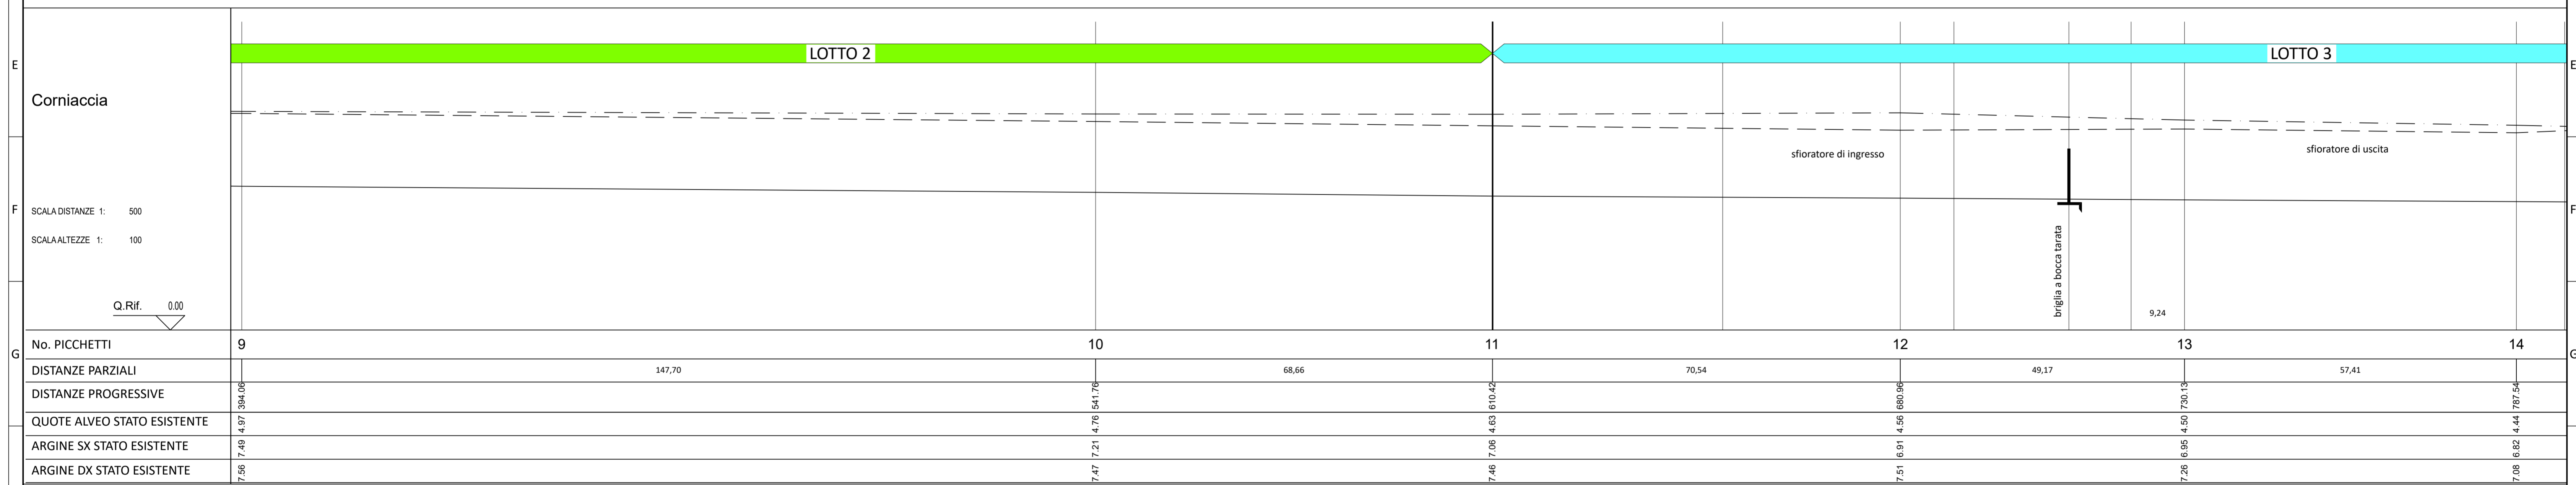 LOTTO 2
LOTTO 3
E
E
Corniaccia
sfioratore di ingresso
sfioratore di uscita
F
F
SCALA DISTANZE 1: 500
SCALA ALTEZZE 1: 100
briglia a bocca tarata
Q.Rif. 0.00
9,24
G
G
No. PICCHETTI 9 10 11 12 13 14
DISTANZE PARZIALI 147,70 68,66 70,54 49,17 57,41
DISTANZE PROGRESSIVE 394.06 541.76 610.42 680.96 730.13 787.54
QUOTE ALVEO STATO ESISTENTE 4.97 4.76 4.63 4.56 4.50 4.44
ARGINE SX STATO ESISTENTE 7.49 7.21 7.06 6.91 6.95 6.82
ARGINE DX STATO ESISTENTE 7.56 7.47 7.46 7.51 7.26 7.08